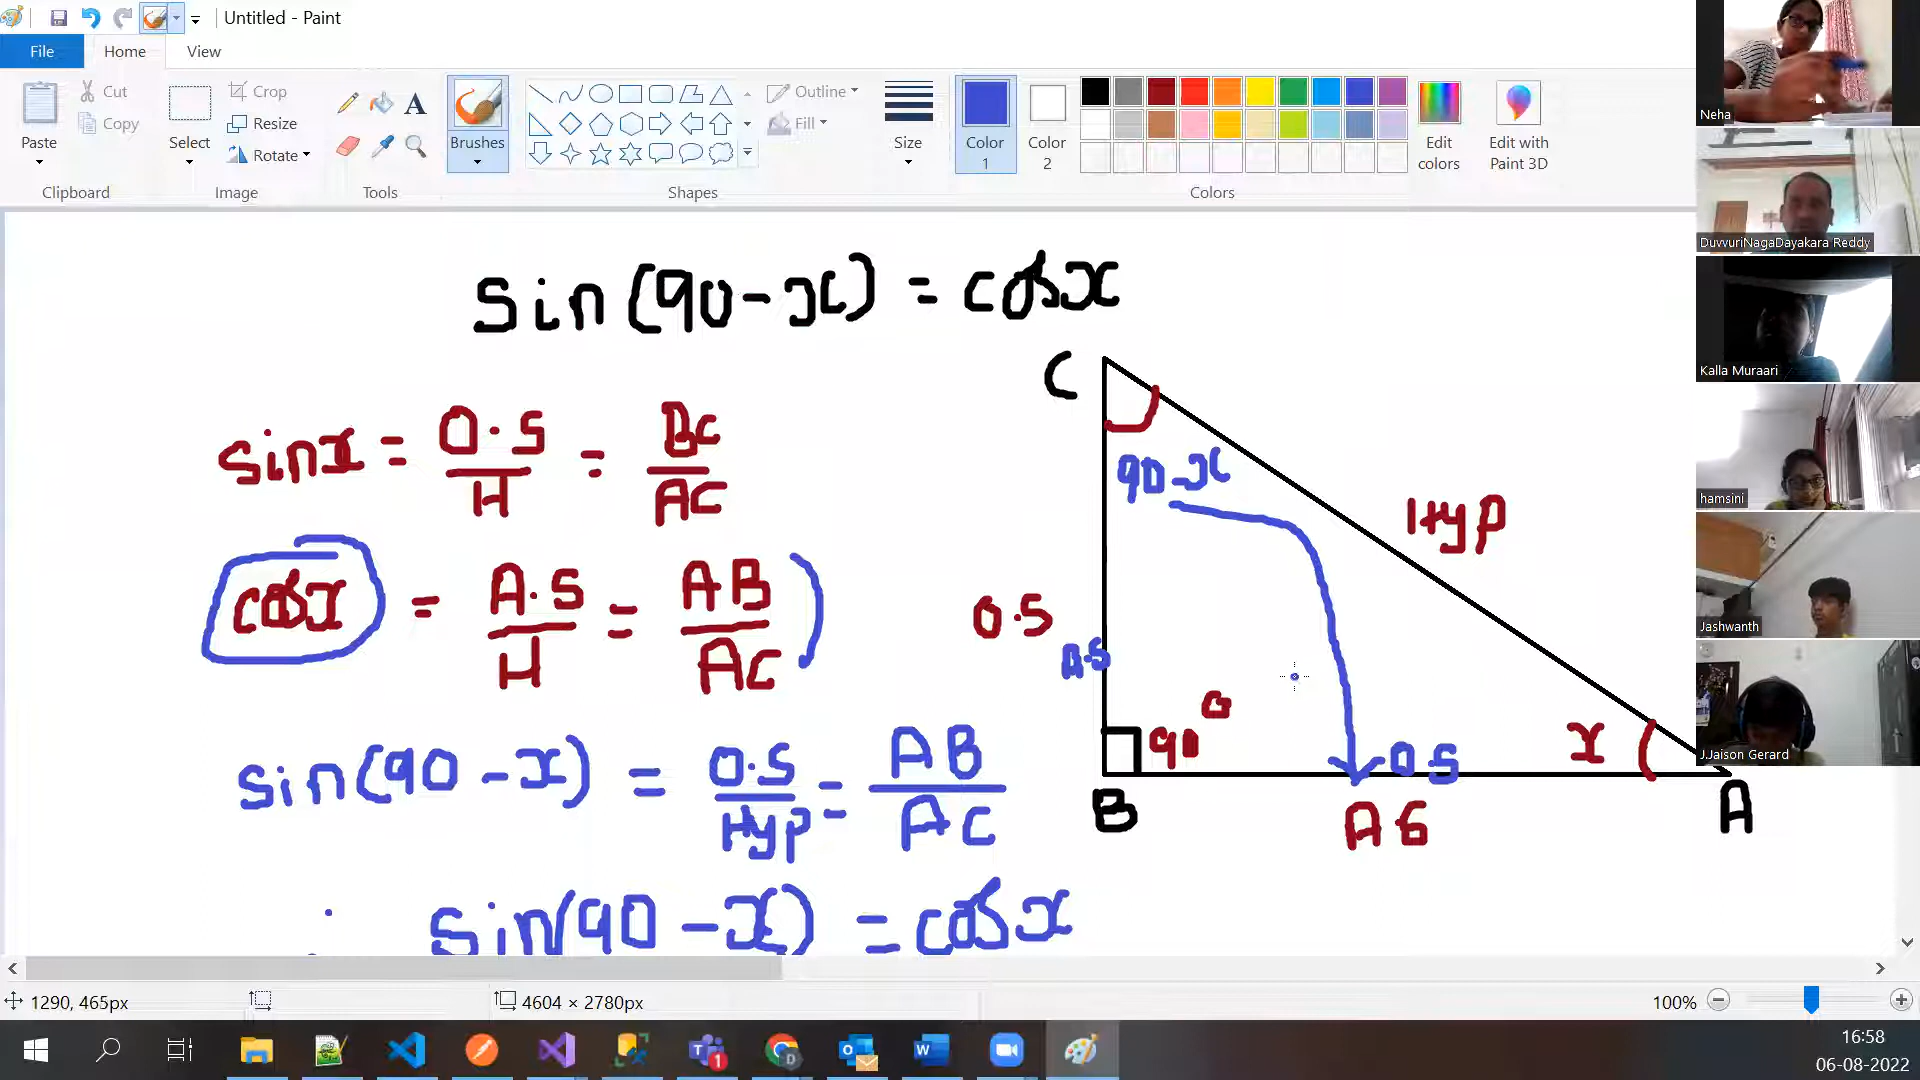 Untitled - Paint
File Home View
Paste Cut Copy Clipboard
Select Crop Resize Rotate Image
Tools
Brushes
Shapes
Outline Fill
Size
Color 1
Color 2
Edit colors
Edit with Paint 3D
Colors
Neha
DuvvuriNagaDayakara Reddy
Kalla Muraari
hamsini
Jashwanth
J.Jaison Gerard
sin(90-x) = cosx
sinx = O.S/H = BC/AC
cosx = A.S/H = AB/AC
sin(90-x) = O.S/Hyp = AB/AC
sin(90-x) = cosx
C
90-x
Hyp
O.S
A.S
90°
x
O.S
B
A S
A
1290, 465px
4604 × 2780px
100%
1
D
16:58
06-08-2022